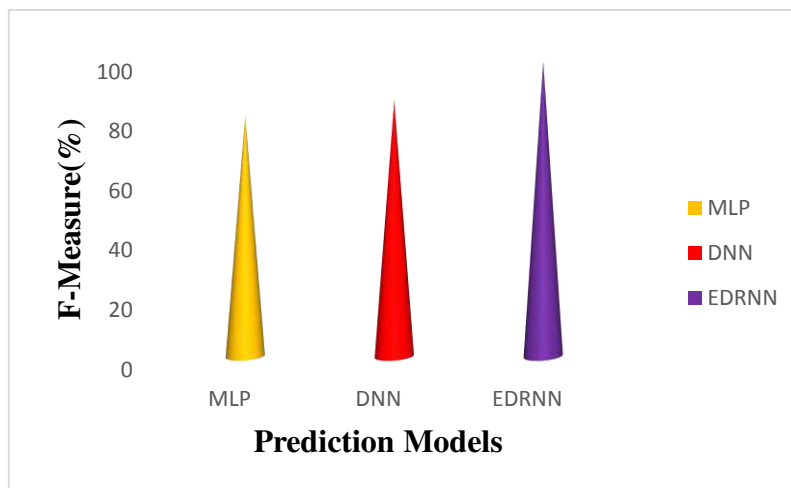 F-Measure(%)
100
80
60
40
20
0
MLP DNN EDRNN
Prediction Models
MLP
DNN
EDRNN